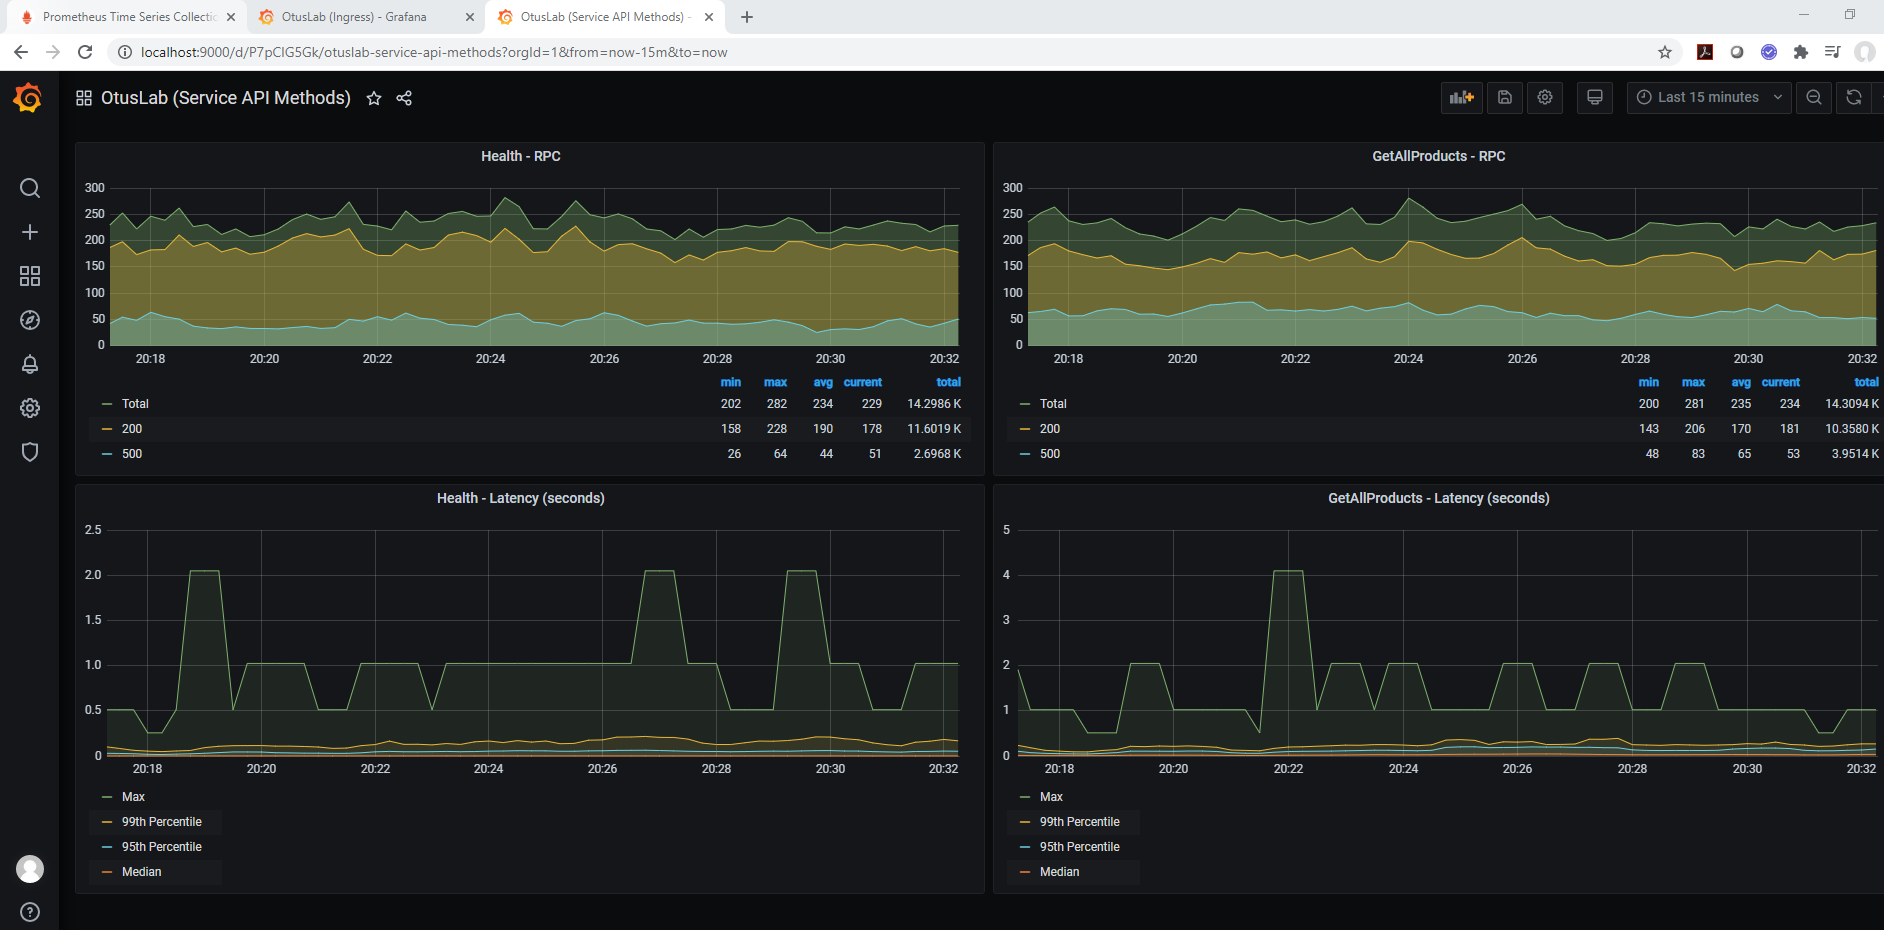 Prometheus Time Series Collectic
OtusLab (Ingress) - Grafana
OtusLab (Service API Methods) -
localhost:9000/d/P7pCIG5Gk/otuslab-service-api-methods?orgId=1&from=now-15m&to=now
OtusLab (Service API Methods)
Last 15 minutes
Health - RPC
300
250
200
150
100
50
0
20:18 20:20 20:22 20:24 20:26 20:28 20:30 20:32
min max avg current total
Total 202 282 234 229 14.2986 K
200 158 228 190 178 11.6019 K
500 26 64 44 51 2.6968 K
GetAllProducts - RPC
300
250
200
150
100
50
0
20:18 20:20 20:22 20:24 20:26 20:28 20:30 20:32
min max avg current total
Total 200 281 235 234 14.3094 K
200 143 206 170 181 10.3580 K
500 48 83 65 53 3.9514 K
Health - Latency (seconds)
2.5
2.0
1.5
1.0
0.5
0
20:18 20:20 20:22 20:24 20:26 20:28 20:30 20:32
Max
99th Percentile
95th Percentile
Median
GetAllProducts - Latency (seconds)
5
4
3
2
1
0
20:18 20:20 20:22 20:24 20:26 20:28 20:30 20:32
Max
99th Percentile
95th Percentile
Median